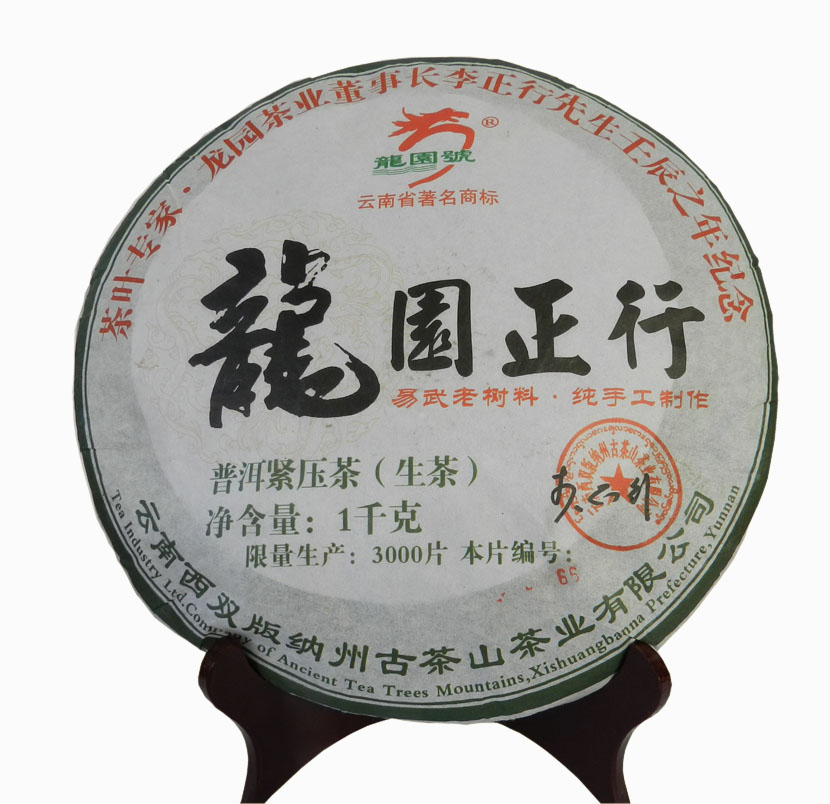 茶叶专家·龙园茶业董事长李正行先生壬辰之年纪念
®
龍園號
云南省著名商标
龍園正行
易武老树料·纯手工制作
普洱紧压茶（生茶）
净含量：1千克
限量生产：3000片 本片编号：
云南西双版纳州古茶山茶业有限公司
Tea Industry Ltd.Company of Ancient Tea Trees Mountains,Xishuangbanna Prefecture,Yunnan